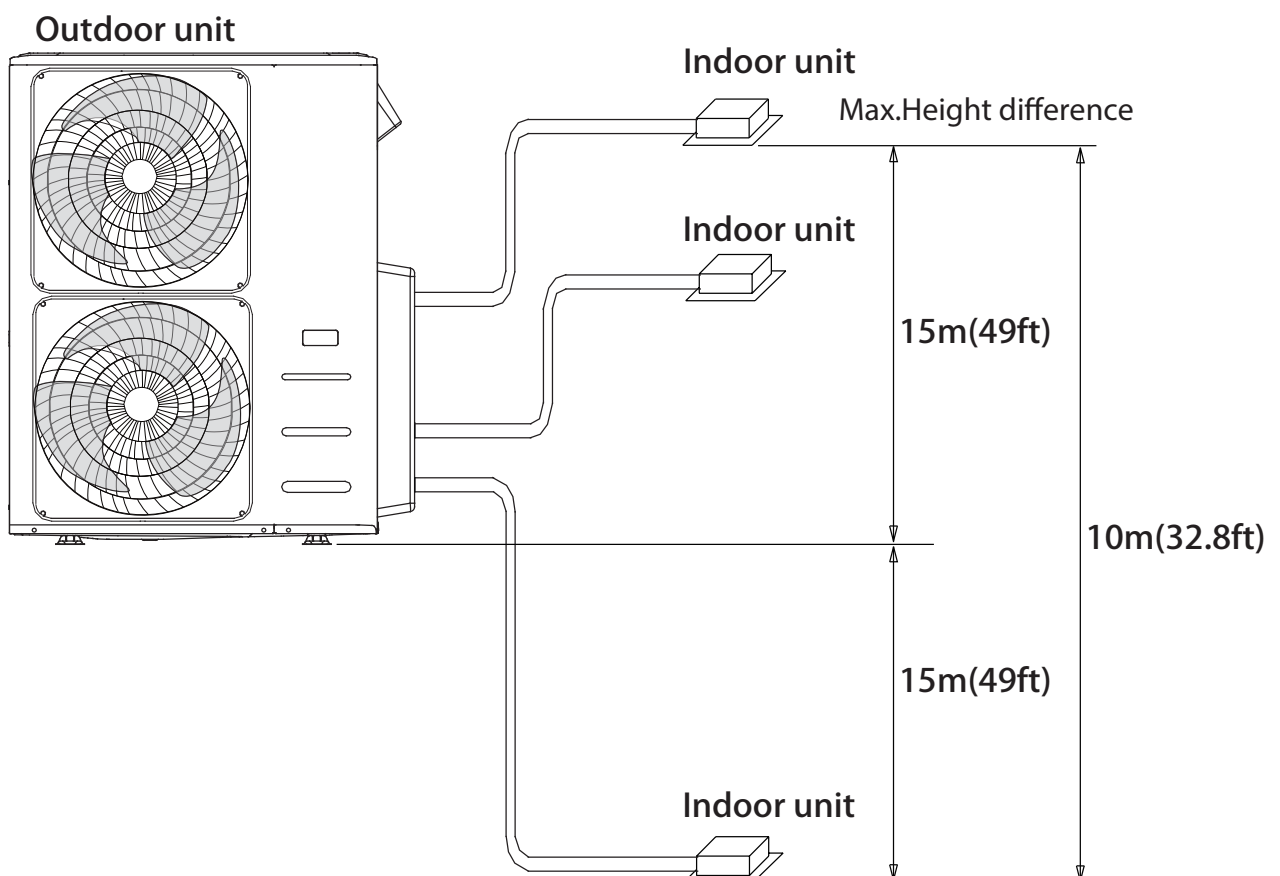 Outdoor unit
Indoor unit
Max.Height difference
Indoor unit
15m(49ft)
10m(32.8ft)
15m(49ft)
Indoor unit